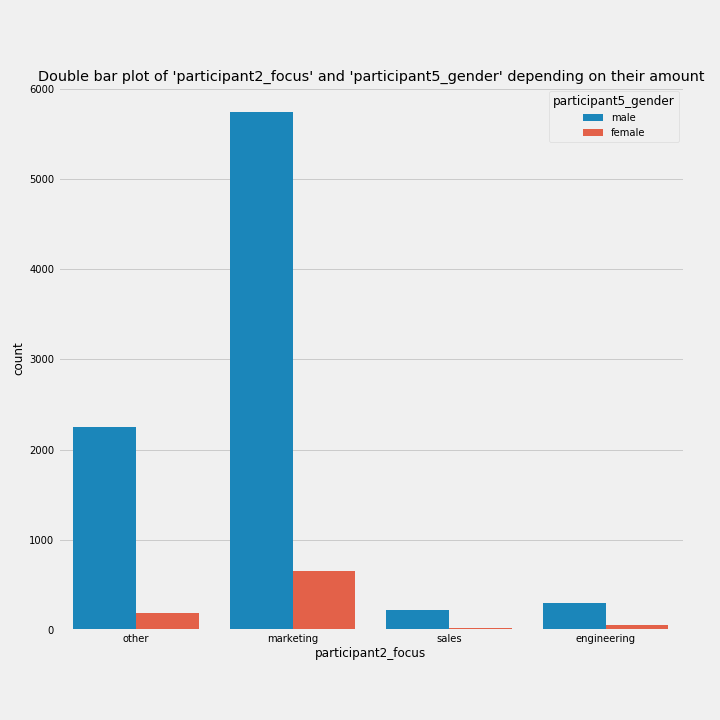 Double bar plot of 'participant2_focus' and 'participant5_gender' depending on their amount
participant5_gender
male
female
6000
5000
4000
3000
2000
1000
0
count
other marketing sales engineering
participant2_focus